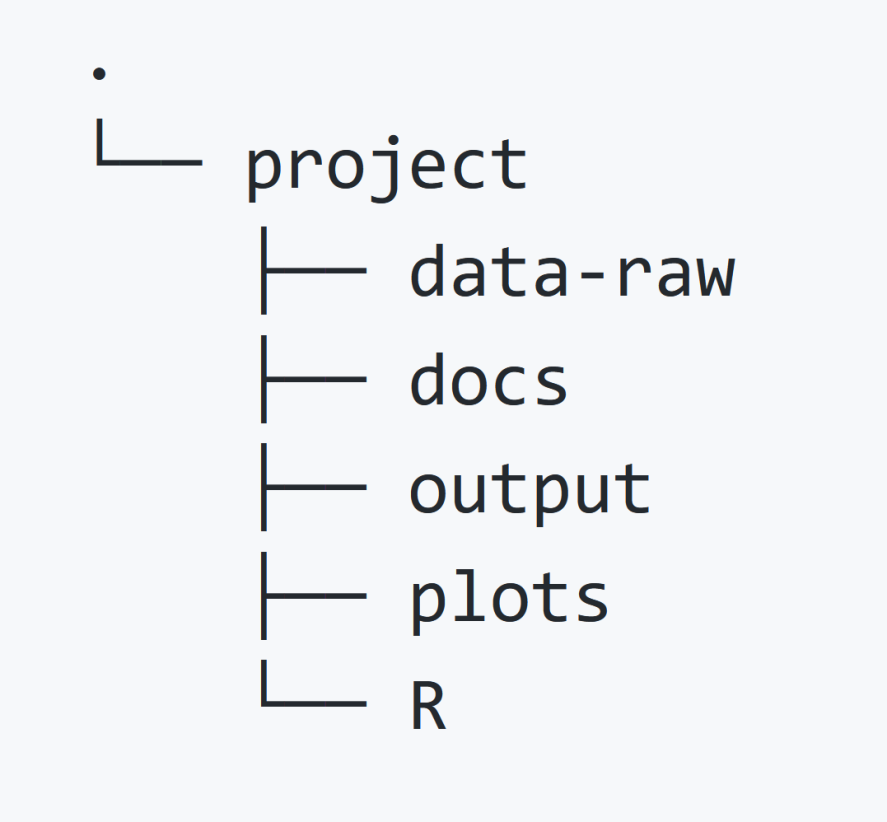 .
└── project
    ├── data-raw
    ├── docs
    ├── output
    ├── plots
    └── R